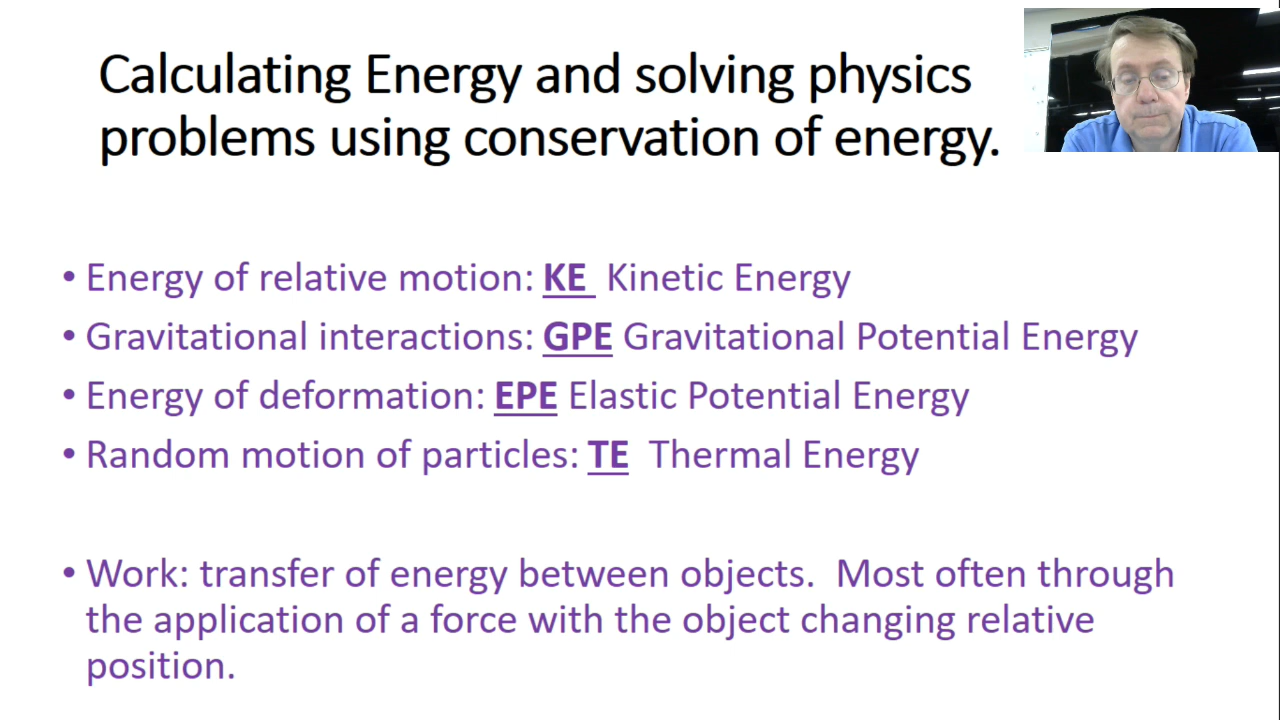 Calculating Energy and solving physics
problems using conservation of energy.
• Energy of relative motion: KE Kinetic Energy
• Gravitational interactions: GPE Gravitational Potential Energy
• Energy of deformation: EPE Elastic Potential Energy
• Random motion of particles: TE Thermal Energy
• Work: transfer of energy between objects. Most often through
the application of a force with the object changing relative
position.